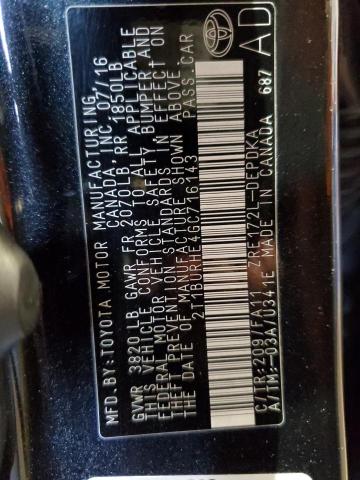 MFD. BY:TOYOTA MOTOR MANUFACTURING
CANADA, INC. 07/16
GVWR 3820 LB GAWR FR 2070LB, RR 1850LB
THIS VEHICLE CONFORMS TO ALL APPLICABLE
FEDERAL MOTOR VEHICLE SAFETY, BUMPER AND
THEFT PREVENTION STANDARDS IN EFFECT ON
DATE OF MANUFACTURE SHOWN ABOVE.
2T1BURHE4GC716143 PASS.CAR
C/TR:209/FA11 ZRE172L-DEPDKA
A/TM:-03A/U341E MADE IN CANADA 687
TOYOTA
AD